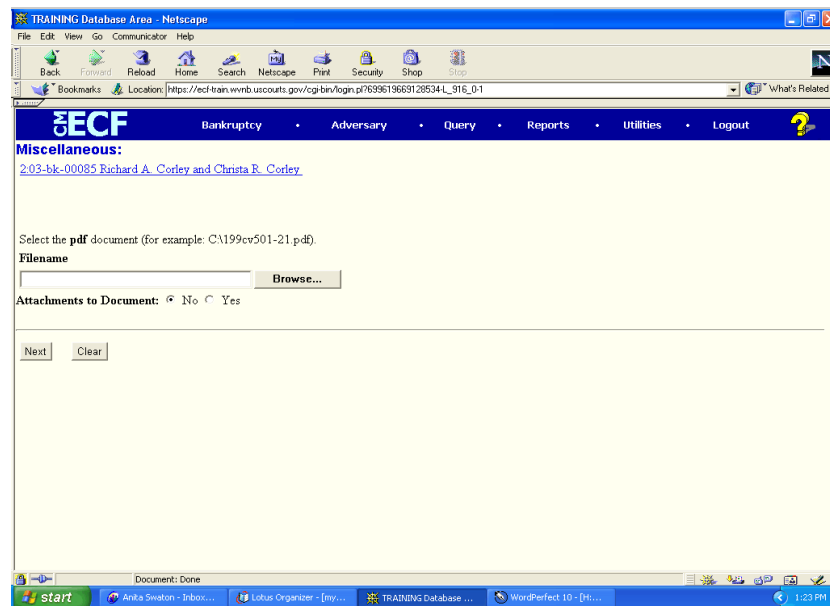 TRAINING Database Area - Netscape
File Edit View Go Communicator Help
Back Forward Reload Home Search Netscape Print Security Shop Stop
Bookmarks Location: https://ecf-train.wvnb.uscourts.gov/cgi-bin/login.pl?699619669128534-L_916_0-1 What's Related
CM ECF Bankruptcy • Adversary • Query • Reports • Utilities • Logout ?
Miscellaneous:
2:03-bk-00085 Richard A. Corley and Christa R. Corley
Select the pdf document (for example: C:\199cv501-21.pdf).
Filename
Browse...
Attachments to Document: No Yes
Next Clear
Document: Done
start Anita Swaton - Inbox... Lotus Organizer - [my... TRAINING Database ... WordPerfect 10 - [H:... 1:23 PM